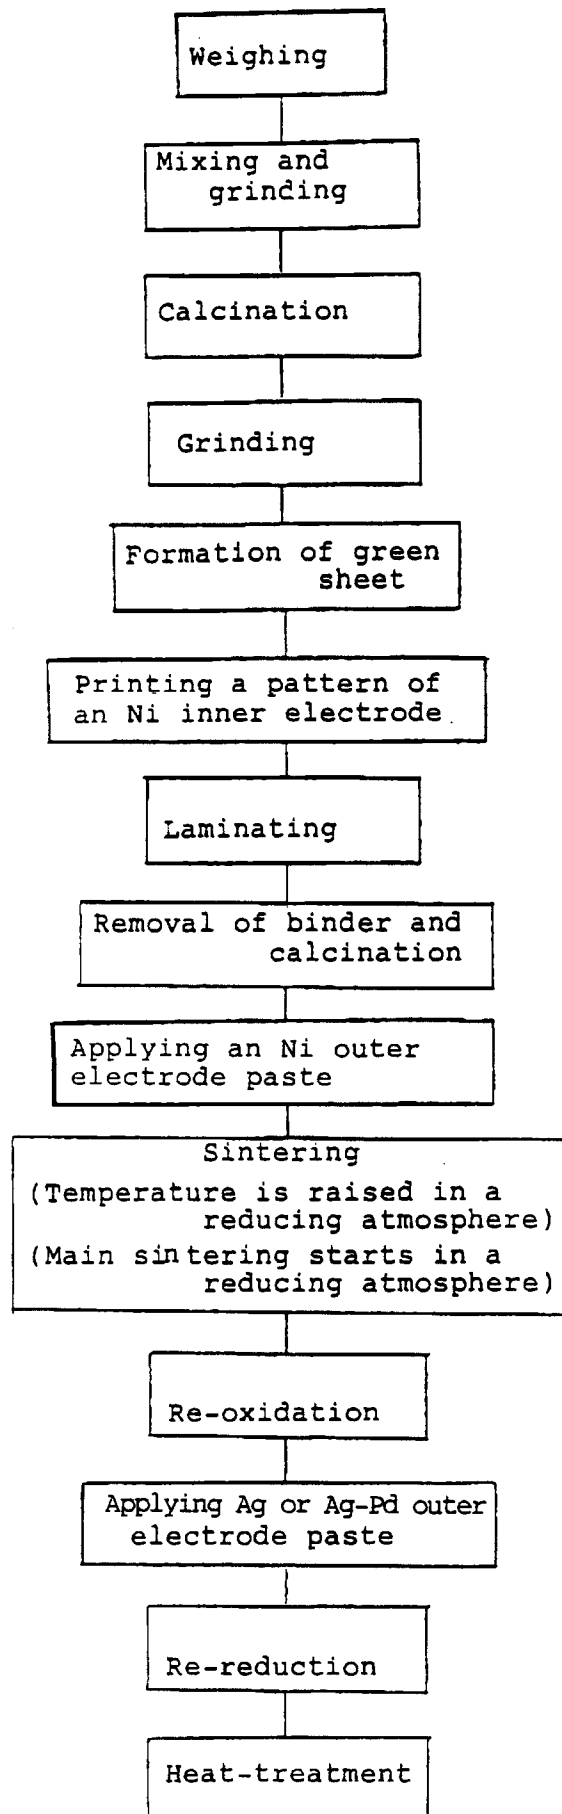 Weighing
Mixing and
grinding
Calcination
Grinding
Formation of green
sheet
Printing a pattern of
an Ni inner electrode
Laminating
Removal of binder and
calcination
Applying an Ni outer
electrode paste
Sintering
(Temperature is raised in a
reducing atmosphere)
(Main sintering starts in a
reducing atmosphere)
Re-oxidation
Applying Ag or Ag-Pd outer
electrode paste
Re-reduction
Heat-treatment